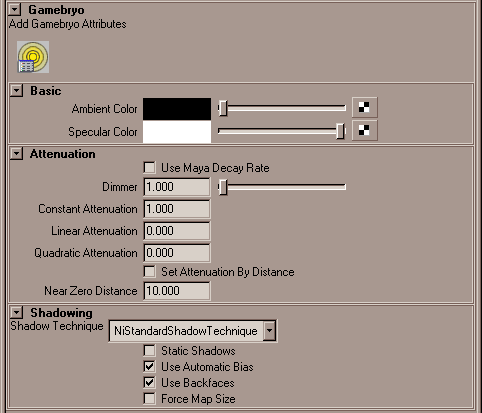 Gamebryo
Add Gamebryo Attributes
Basic
Ambient Color
Specular Color
Attenuation
Use Maya Decay Rate
Dimmer 1.000
Constant Attenuation 1.000
Linear Attenuation 0.000
Quadratic Attenuation 0.000
Set Attenuation By Distance
Near Zero Distance 10.000
Shadowing
Shadow Technique NiStandardShadowTechnique
Static Shadows
Use Automatic Bias
Use Backfaces
Force Map Size